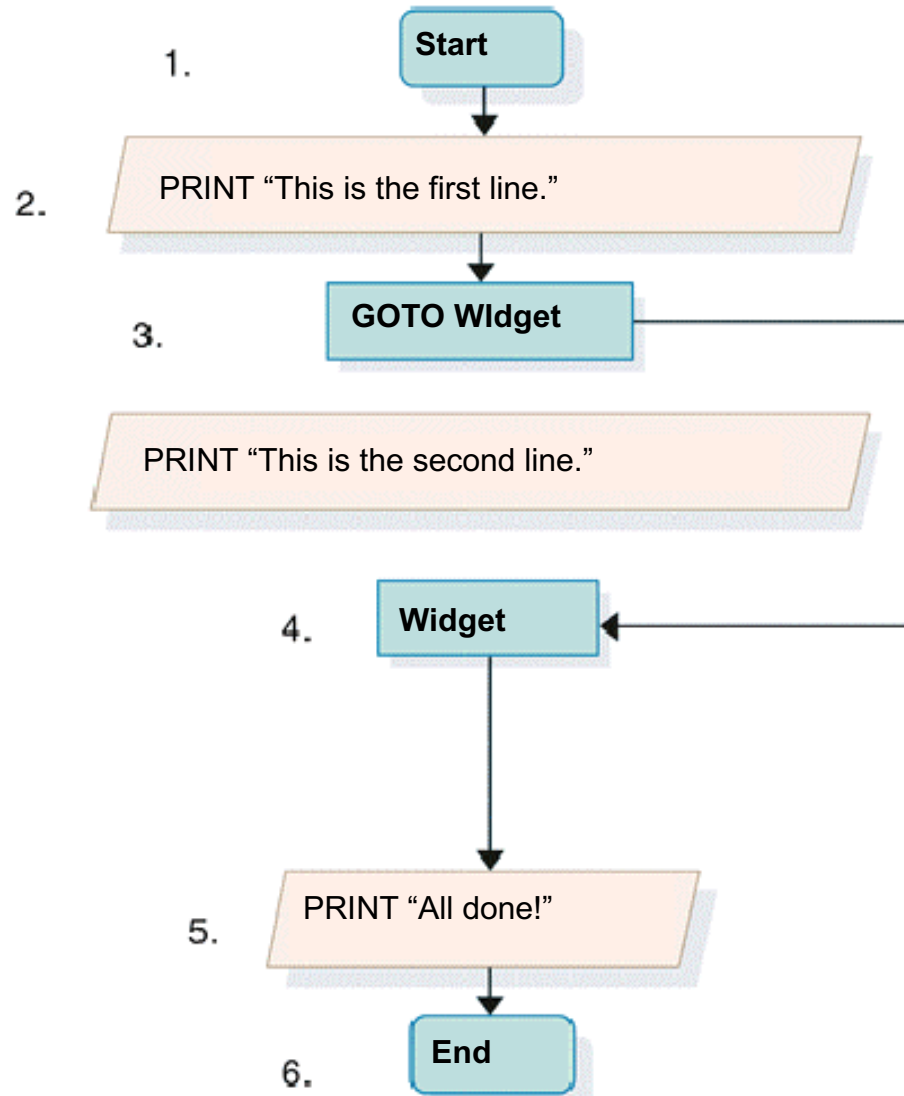 1.
Start
2.
PRINT “This is the first line.”
3.
GOTO WIdget
PRINT “This is the second line.”
4.
Widget
5.
PRINT “All done!”
6.
End